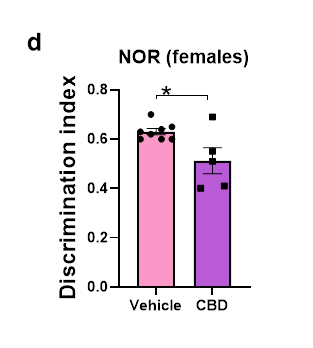 d
NOR (females)
*
Discrimination index
0.8
0.6
0.4
0.2
0.0
Vehicle CBD